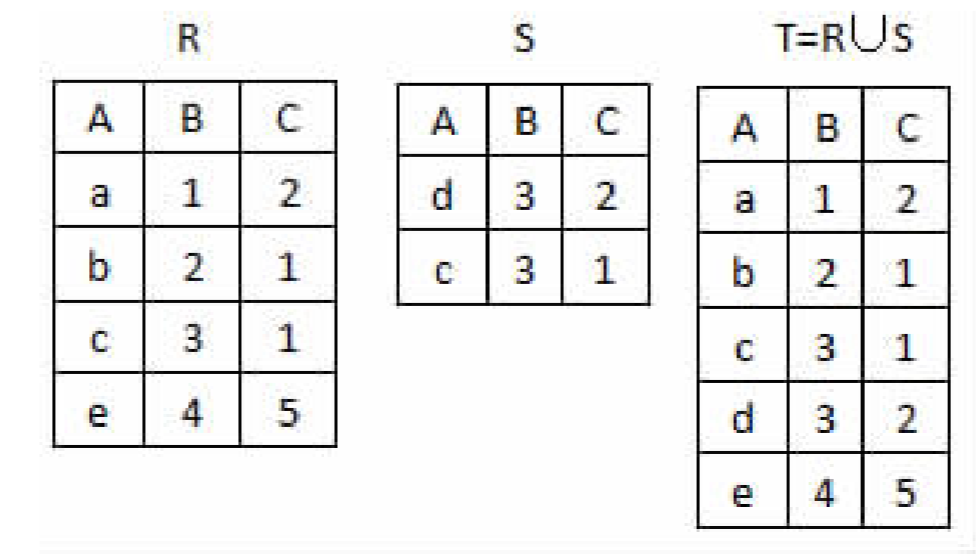 R
A B C
a 1 2
b 2 1
c 3 1
e 4 5
S
A B C
d 3 2
c 3 1
T=R∪S
A B C
a 1 2
b 2 1
c 3 1
d 3 2
e 4 5